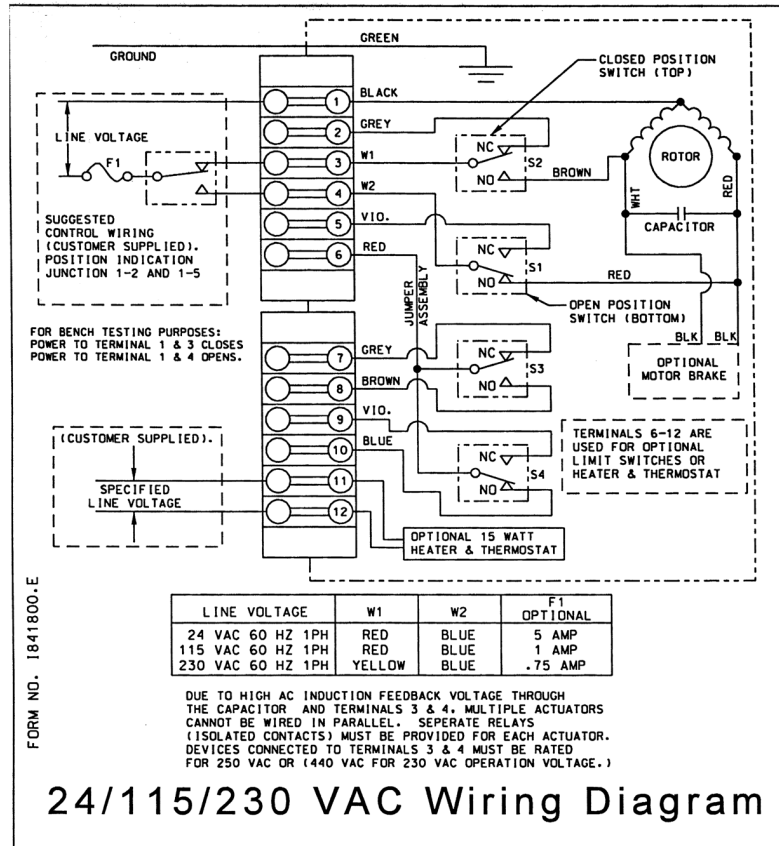 GREEN
GROUND
CLOSED POSITION
SWITCH (TOP)
1
BLACK
2
GREY
LINE VOLTAGE
F1
3
W1
NC
NO
S2
BROWN
ROTOR
4
W2
WHT
RED
CAPACITOR
5
VIO.
6
RED
SUGGESTED
CONTROL WIRING
(CUSTOMER SUPPLIED).
POSITION INDICATION
JUNCTION 1-2 AND 1-5
NC
NO
S1
RED
JUMPER
ASSEMBLY
OPEN POSITION
SWITCH (BOTTOM)
FOR BENCH TESTING PURPOSES:
POWER TO TERMINAL 1 & 3 CLOSES
POWER TO TERMINAL 1 & 4 OPENS.
BLK
BLK
OPTIONAL
MOTOR BRAKE
7
GREY
8
BROWN
NC
NO
S3
9
VIO.
10
BLUE
NC
NO
S4
TERMINALS 6-12 ARE
USED FOR OPTIONAL
LIMIT SWITCHES OR
HEATER & THERMOSTAT
(CUSTOMER SUPPLIED).
SPECIFIED
LINE VOLTAGE
11
12
OPTIONAL 15 WATT
HEATER & THERMOSTAT
FORM NO. I841800.E
LINE VOLTAGE W1 W2 F1 OPTIONAL
24 VAC 60 HZ 1PH RED BLUE 5 AMP
115 VAC 60 HZ 1PH RED BLUE 1 AMP
230 VAC 60 HZ 1PH YELLOW BLUE .75 AMP
DUE TO HIGH AC INDUCTION FEEDBACK VOLTAGE THROUGH
THE CAPACITOR AND TERMINALS 3 & 4. MULTIPLE ACTUATORS
CANNOT BE WIRED IN PARALLEL. SEPERATE RELAYS
(ISOLATED CONTACTS) MUST BE PROVIDED FOR EACH ACTUATOR.
DEVICES CONNECTED TO TERMINALS 3 & 4 MUST BE RATED
FOR 250 VAC OR (440 VAC FOR 230 VAC OPERATION VOLTAGE.)
24/115/230 VAC Wiring Diagram